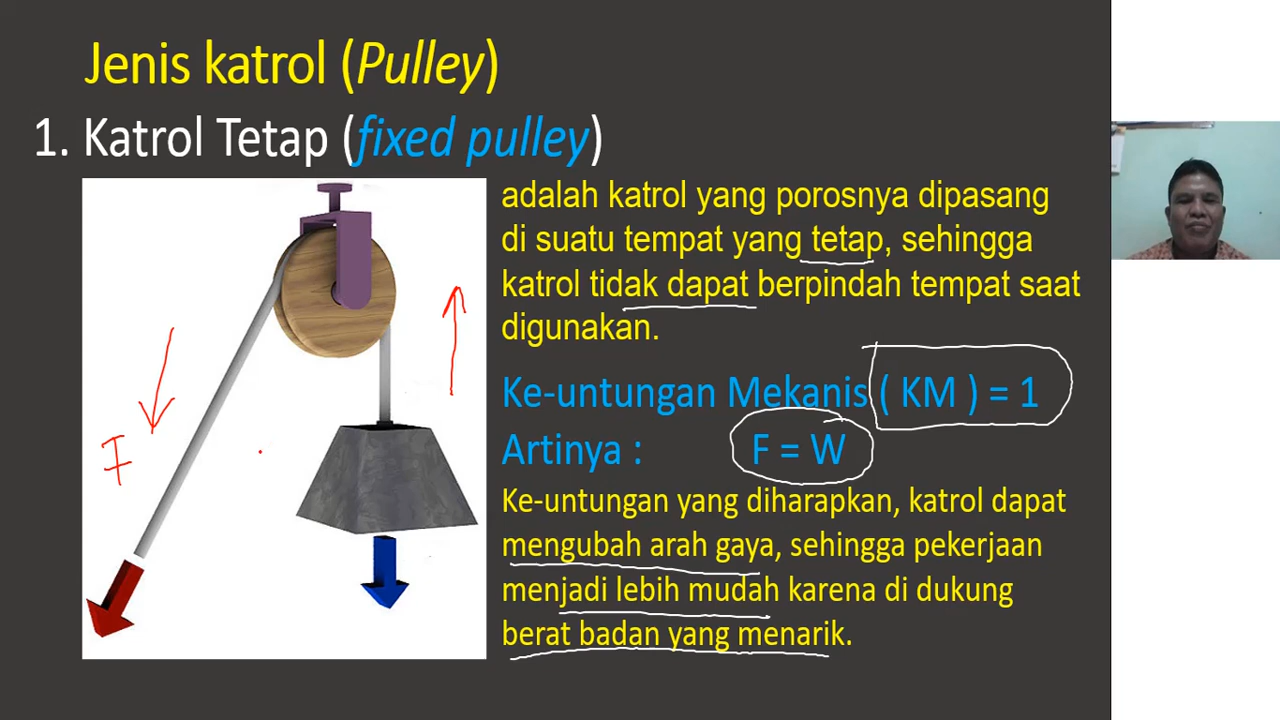 Jenis katrol (Pulley)
1. Katrol Tetap (fixed pulley)
adalah katrol yang porosnya dipasang
di suatu tempat yang tetap, sehingga
katrol tidak dapat berpindah tempat saat
digunakan.
Ke-untungan Mekanis ( KM ) = 1
Artinya : F = W
Ke-untungan yang diharapkan, katrol dapat
mengubah arah gaya, sehingga pekerjaan
menjadi lebih mudah karena di dukung
berat badan yang menarik.
F